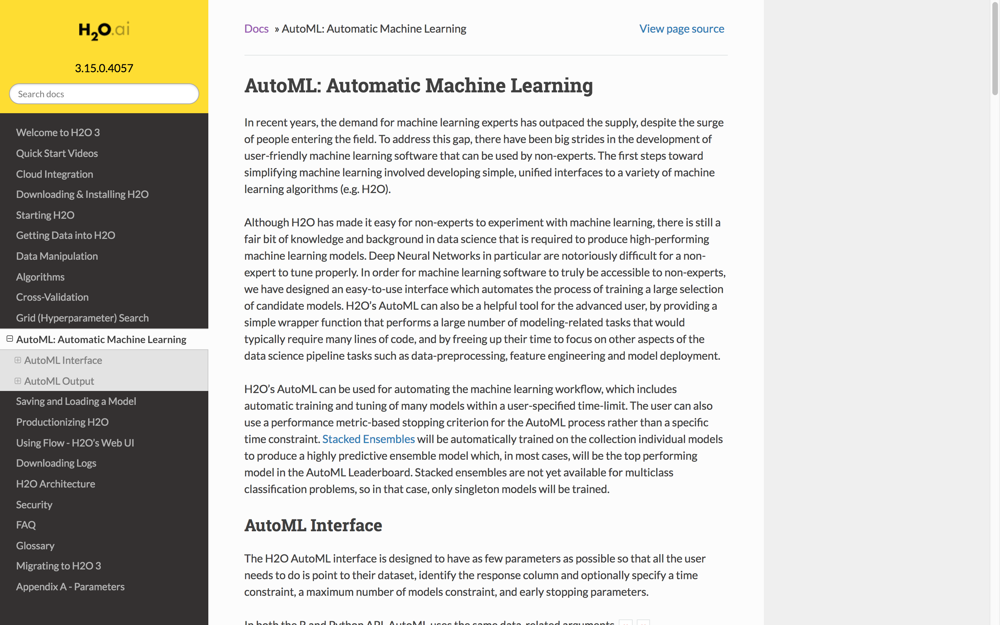 H2O.ai
3.15.0.4057
Search docs
Welcome to H2O 3
Quick Start Videos
Cloud Integration
Downloading & Installing H2O
Starting H2O
Getting Data into H2O
Data Manipulation
Algorithms
Cross-Validation
Grid (Hyperparameter) Search
AutoML: Automatic Machine Learning
AutoML Interface
AutoML Output
Saving and Loading a Model
Productionizing H2O
Using Flow - H2O’s Web UI
Downloading Logs
H2O Architecture
Security
FAQ
Glossary
Migrating to H2O 3
Appendix A - Parameters
Docs » AutoML: Automatic Machine Learning
View page source
AutoML: Automatic Machine Learning
In recent years, the demand for machine learning experts has outpaced the supply, despite the surge
of people entering the field. To address this gap, there have been big strides in the development of
user-friendly machine learning software that can be used by non-experts. The first steps toward
simplifying machine learning involved developing simple, unified interfaces to a variety of machine
learning algorithms (e.g. H2O).
Although H2O has made it easy for non-experts to experiment with machine learning, there is still a
fair bit of knowledge and background in data science that is required to produce high-performing
machine learning models. Deep Neural Networks in particular are notoriously difficult for a non-
expert to tune properly. In order for machine learning software to truly be accessible to non-experts,
we have designed an easy-to-use interface which automates the process of training a large selection
of candidate models. H2O’s AutoML can also be a helpful tool for the advanced user, by providing a
simple wrapper function that performs a large number of modeling-related tasks that would
typically require many lines of code, and by freeing up their time to focus on other aspects of the
data science pipeline tasks such as data-preprocessing, feature engineering and model deployment.
H2O’s AutoML can be used for automating the machine learning workflow, which includes
automatic training and tuning of many models within a user-specified time-limit. The user can also
use a performance metric-based stopping criterion for the AutoML process rather than a specific
time constraint. Stacked Ensembles will be automatically trained on the collection individual models
to produce a highly predictive ensemble model which, in most cases, will be the top performing
model in the AutoML Leaderboard. Stacked ensembles are not yet available for multiclass
classification problems, so in that case, only singleton models will be trained.
AutoML Interface
The H2O AutoML interface is designed to have as few parameters as possible so that all the user
needs to do is point to their dataset, identify the response column and optionally specify a time
constraint, a maximum number of models constraint, and early stopping parameters.
In both the R and Python API, AutoML uses the same data-related arguments,